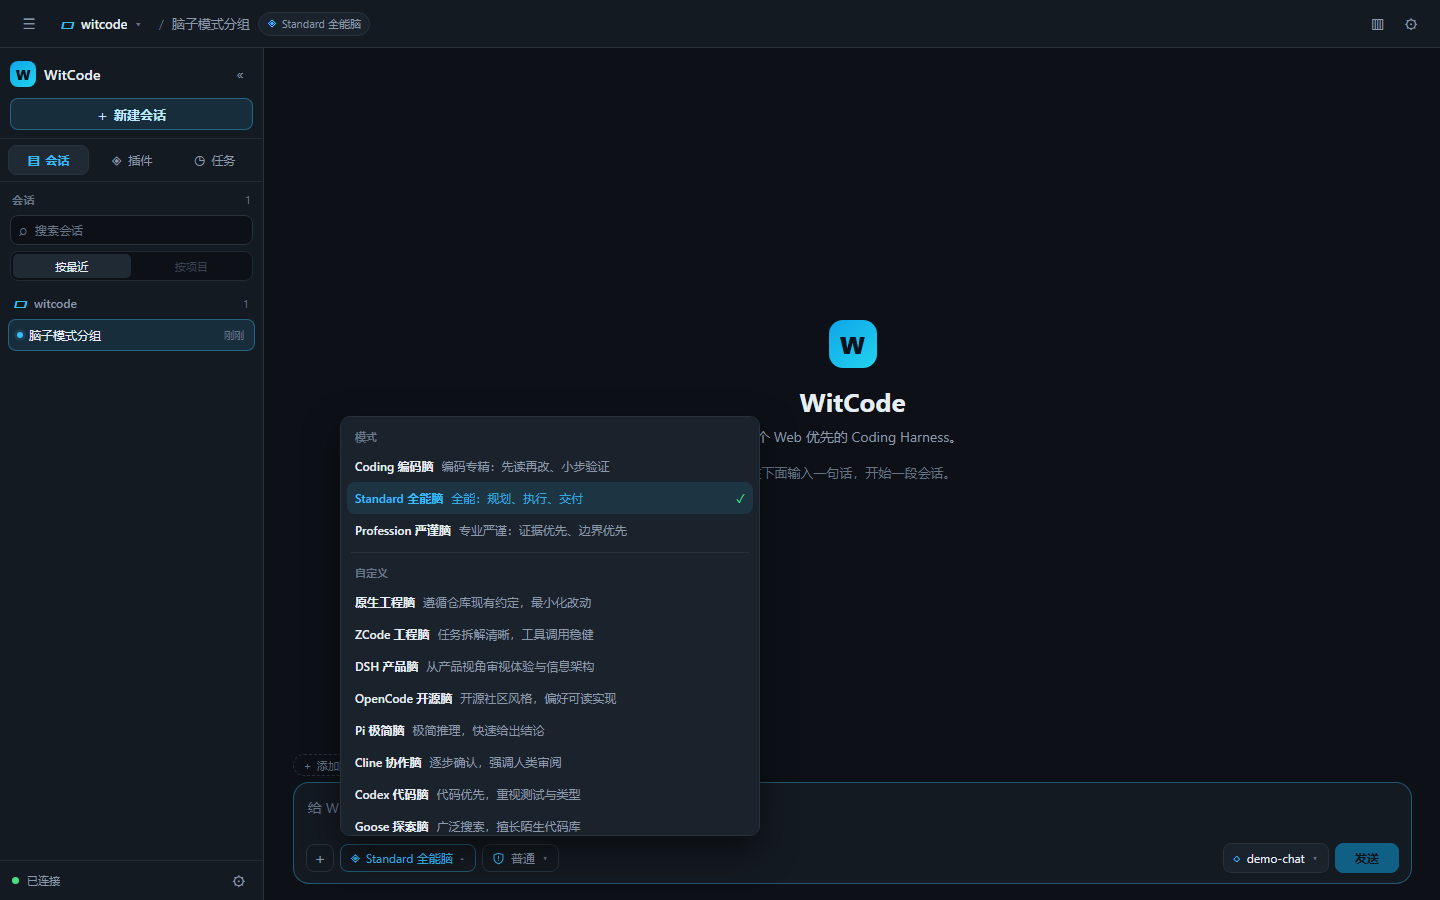 witcode
/ 脑子模式分组
Standard 全能脑
W WitCode «
+ 新建会话
会话 插件 任务
会话 1
搜索会话
按最近 按项目
witcode 1
脑子模式分组 刚刚
已连接
W
WitCode
个 Web 优先的 Coding Harness。
下面输入一句话，开始一段会话。
模式
Coding 编码脑 编码专精：先读再改、小步验证
Standard 全能脑 全能：规划、执行、交付 ✓
Profession 严谨脑 专业严谨：证据优先、边界优先
自定义
原生工程脑 遵循仓库现有约定，最小化改动
ZCode 工程脑 任务拆解清晰，工具调用稳健
DSH 产品脑 从产品视角审视体验与信息架构
OpenCode 开源脑 开源社区风格，偏好可读实现
Pi 极简脑 极简推理，快速给出结论
Cline 协作脑 逐步确认，强调人类审阅
Codex 代码脑 代码优先，重视测试与类型
Goose 探索脑 广泛搜索，擅长陌生代码库
+ 添加
给 W
+ Standard 全能脑 普通 demo-chat 发送